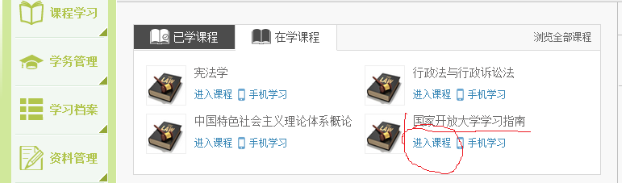 课程学习
学务管理
学习档案
资料管理
已学课程 在学课程 浏览全部课程
宪法学
进入课程 手机学习
行政法与行政诉讼法
进入课程 手机学习
中国特色社会主义理论体系概论
进入课程 手机学习
国家开放大学学习指南
进入课程 手机学习